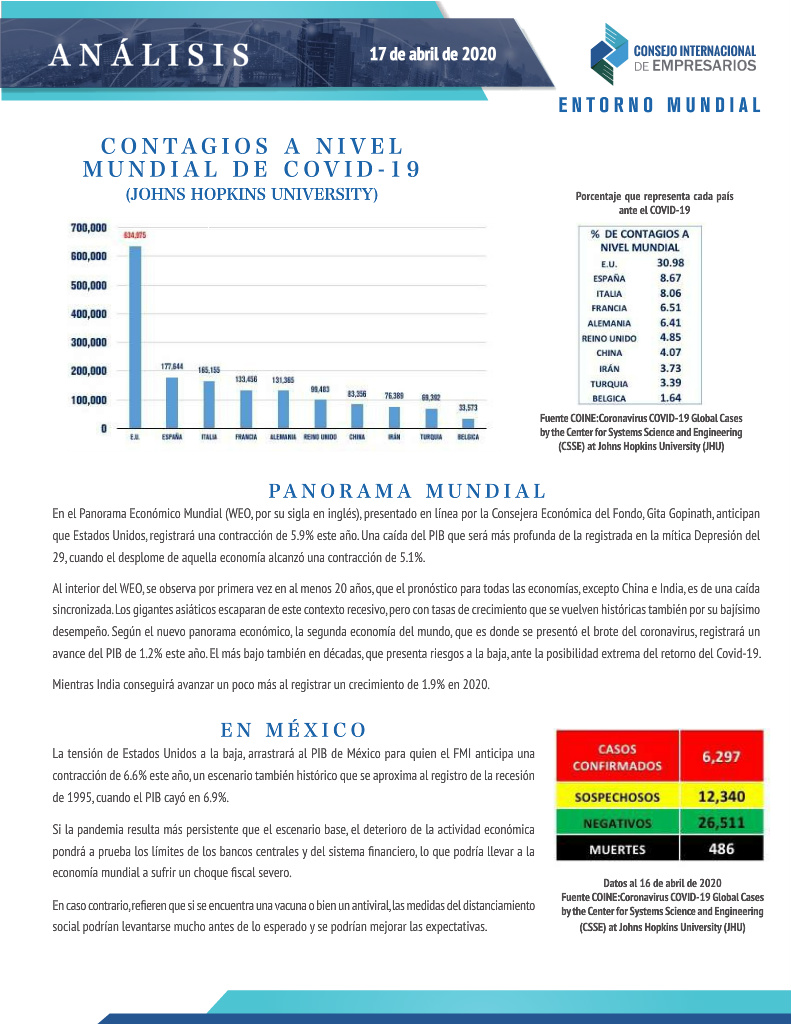 ANÁLISIS
17 de abril de 2020
CONSEJO INTERNACIONAL
DE EMPRESARIOS
ENTORNO MUNDIAL
CONTAGIOS A NIVEL
MUNDIAL DE COVID-19
(JOHNS HOPKINS UNIVERSITY)
700,000
600,000
500,000
400,000
300,000
200,000
100,000
0
634,975
177,644
165,155
133,456
131,365
99,483
83,356
76,389
69,392
33,573
E.U.
ESPAÑA
ITALIA
FRANCIA
ALEMANIA
REINO UNIDO
CHINA
IRÁN
TURQUIA
BELGICA
Porcentaje que representa cada país
ante el COVID-19
% DE CONTAGIOS A
NIVEL MUNDIAL
E.U. 30.98
ESPAÑA 8.67
ITALIA 8.06
FRANCIA 6.51
ALEMANIA 6.41
REINO UNIDO 4.85
CHINA 4.07
IRÁN 3.73
TURQUIA 3.39
BELGICA 1.64
Fuente COINE:Coronavirus COVID-19 Global Cases
by the Center for Systems Science and Engineering
(CSSE) at Johns Hopkins University (JHU)
PANORAMA MUNDIAL
En el Panorama Económico Mundial (WEO, por su sigla en inglés), presentado en línea por la Consejera Económica del Fondo, Gita Gopinath, anticipan
que Estados Unidos, registrará una contracción de 5.9% este año. Una caída del PIB que será más profunda de la registrada en la mítica Depresión del
29, cuando el desplome de aquella economía alcanzó una contracción de 5.1%.
Al interior del WEO, se observa por primera vez en al menos 20 años, que el pronóstico para todas las economías, excepto China e India, es de una caída
sincronizada. Los gigantes asiáticos escaparan de este contexto recesivo, pero con tasas de crecimiento que se vuelven históricas también por su bajísimo
desempeño. Según el nuevo panorama económico, la segunda economía del mundo, que es donde se presentó el brote del coronavirus, registrará un
avance del PIB de 1.2% este año. El más bajo también en décadas, que presenta riesgos a la baja, ante la posibilidad extrema del retorno del Covid-19.
Mientras India conseguirá avanzar un poco más al registrar un crecimiento de 1.9% en 2020.
EN MÉXICO
La tensión de Estados Unidos a la baja, arrastrará al PIB de México para quien el FMI anticipa una
contracción de 6.6% este año, un escenario también histórico que se aproxima al registro de la recesión
de 1995, cuando el PIB cayó en 6.9%.
Si la pandemia resulta más persistente que el escenario base, el deterioro de la actividad económica
pondrá a prueba los límites de los bancos centrales y del sistema financiero, lo que podría llevar a la
economía mundial a sufrir un choque fiscal severo.
En caso contrario, refieren que si se encuentra una vacuna o bien un antiviral, las medidas del distanciamiento
social podrían levantarse mucho antes de lo esperado y se podrían mejorar las expectativas.
CASOS
CONFIRMADOS 6,297
SOSPECHOSOS 12,340
NEGATIVOS 26,511
MUERTES 486
Datos al 16 de abril de 2020
Fuente COINE:Coronavirus COVID-19 Global Cases
by the Center for Systems Science and Engineering
(CSSE) at Johns Hopkins University (JHU)